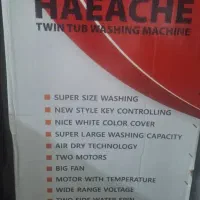 HAEACHE
TWIN TUB WASHING MACHINE
SUPER SIZE WASHING
NEW STYLE KEY CONTROLLING
NICE WHITE COLOR COVER
SUPER LARGE WASHING CAPACITY
AIR DRY TECHNOLOGY
TWO MOTORS
BIG FAN
MOTOR WITH TEMPERATURE
WIDE RANGE VOLTAGE